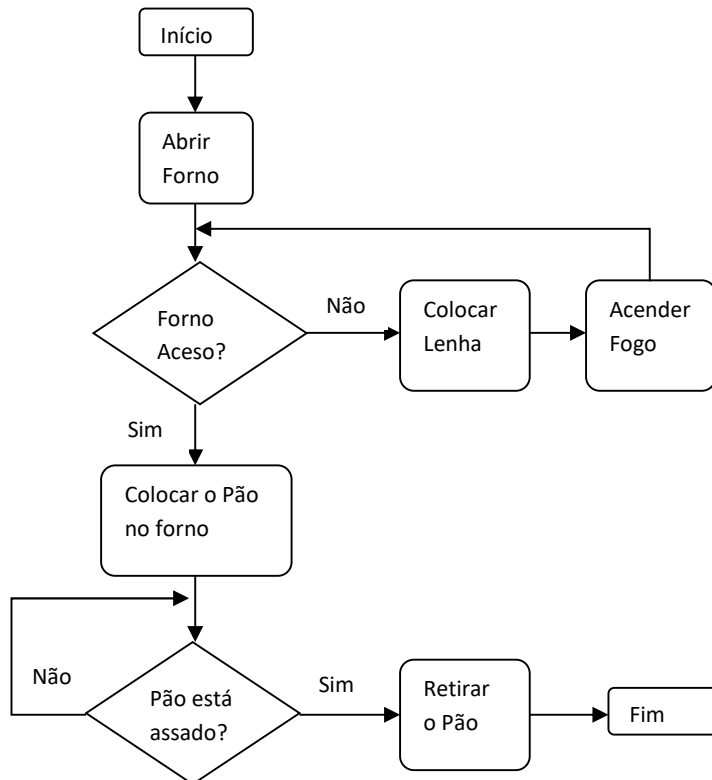 Início
Abrir
Forno
Forno
Aceso?
Não
Colocar
Lenha
Acender
Fogo
Sim
Colocar o Pão
no forno
Não
Pão está
assado?
Sim
Retirar
o Pão
Fim